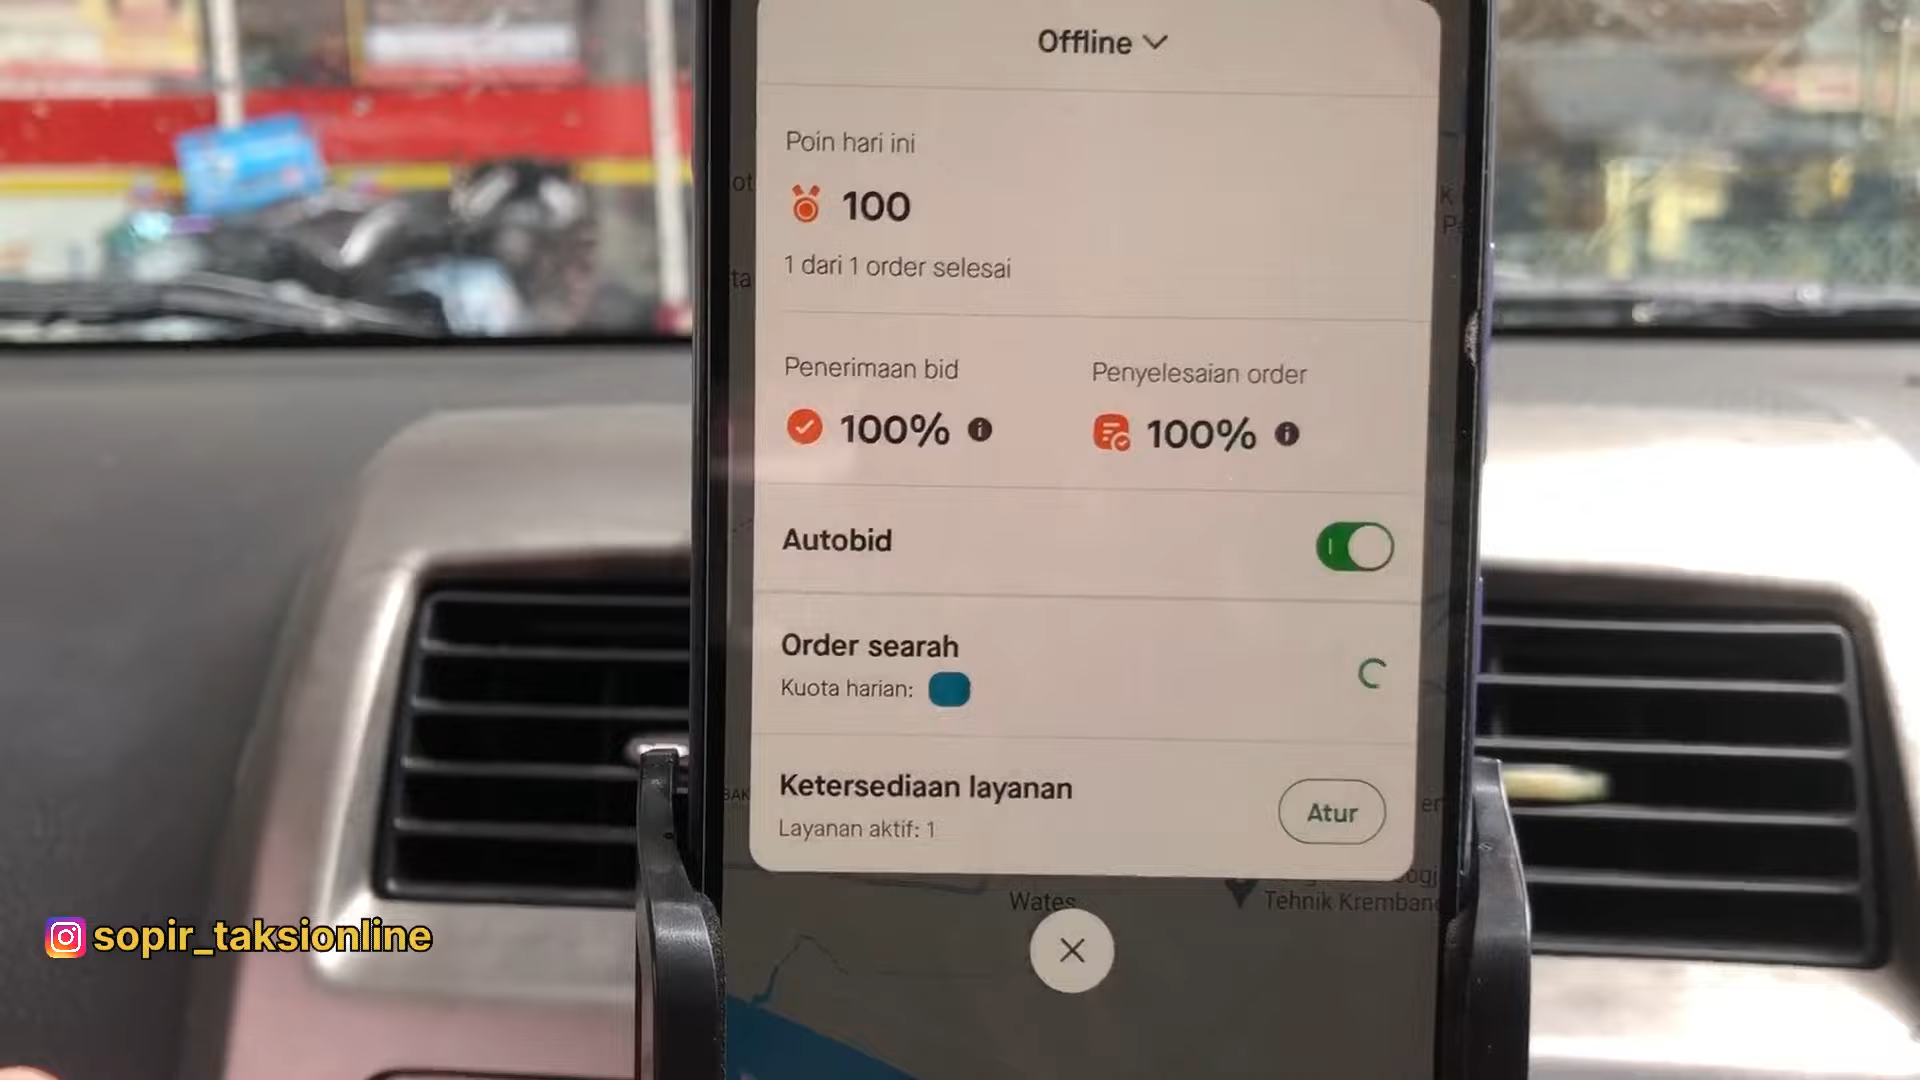 Offline
Poin hari ini
100
1 dari 1 order selesai
Penerimaan bid
Penyelesaian order
100%
100%
Autobid
Order searah
Kuota harian:
Ketersediaan layanan
Atur
Layanan aktif: 1
Wates
Tehnik Kremban
sopir_taksionline